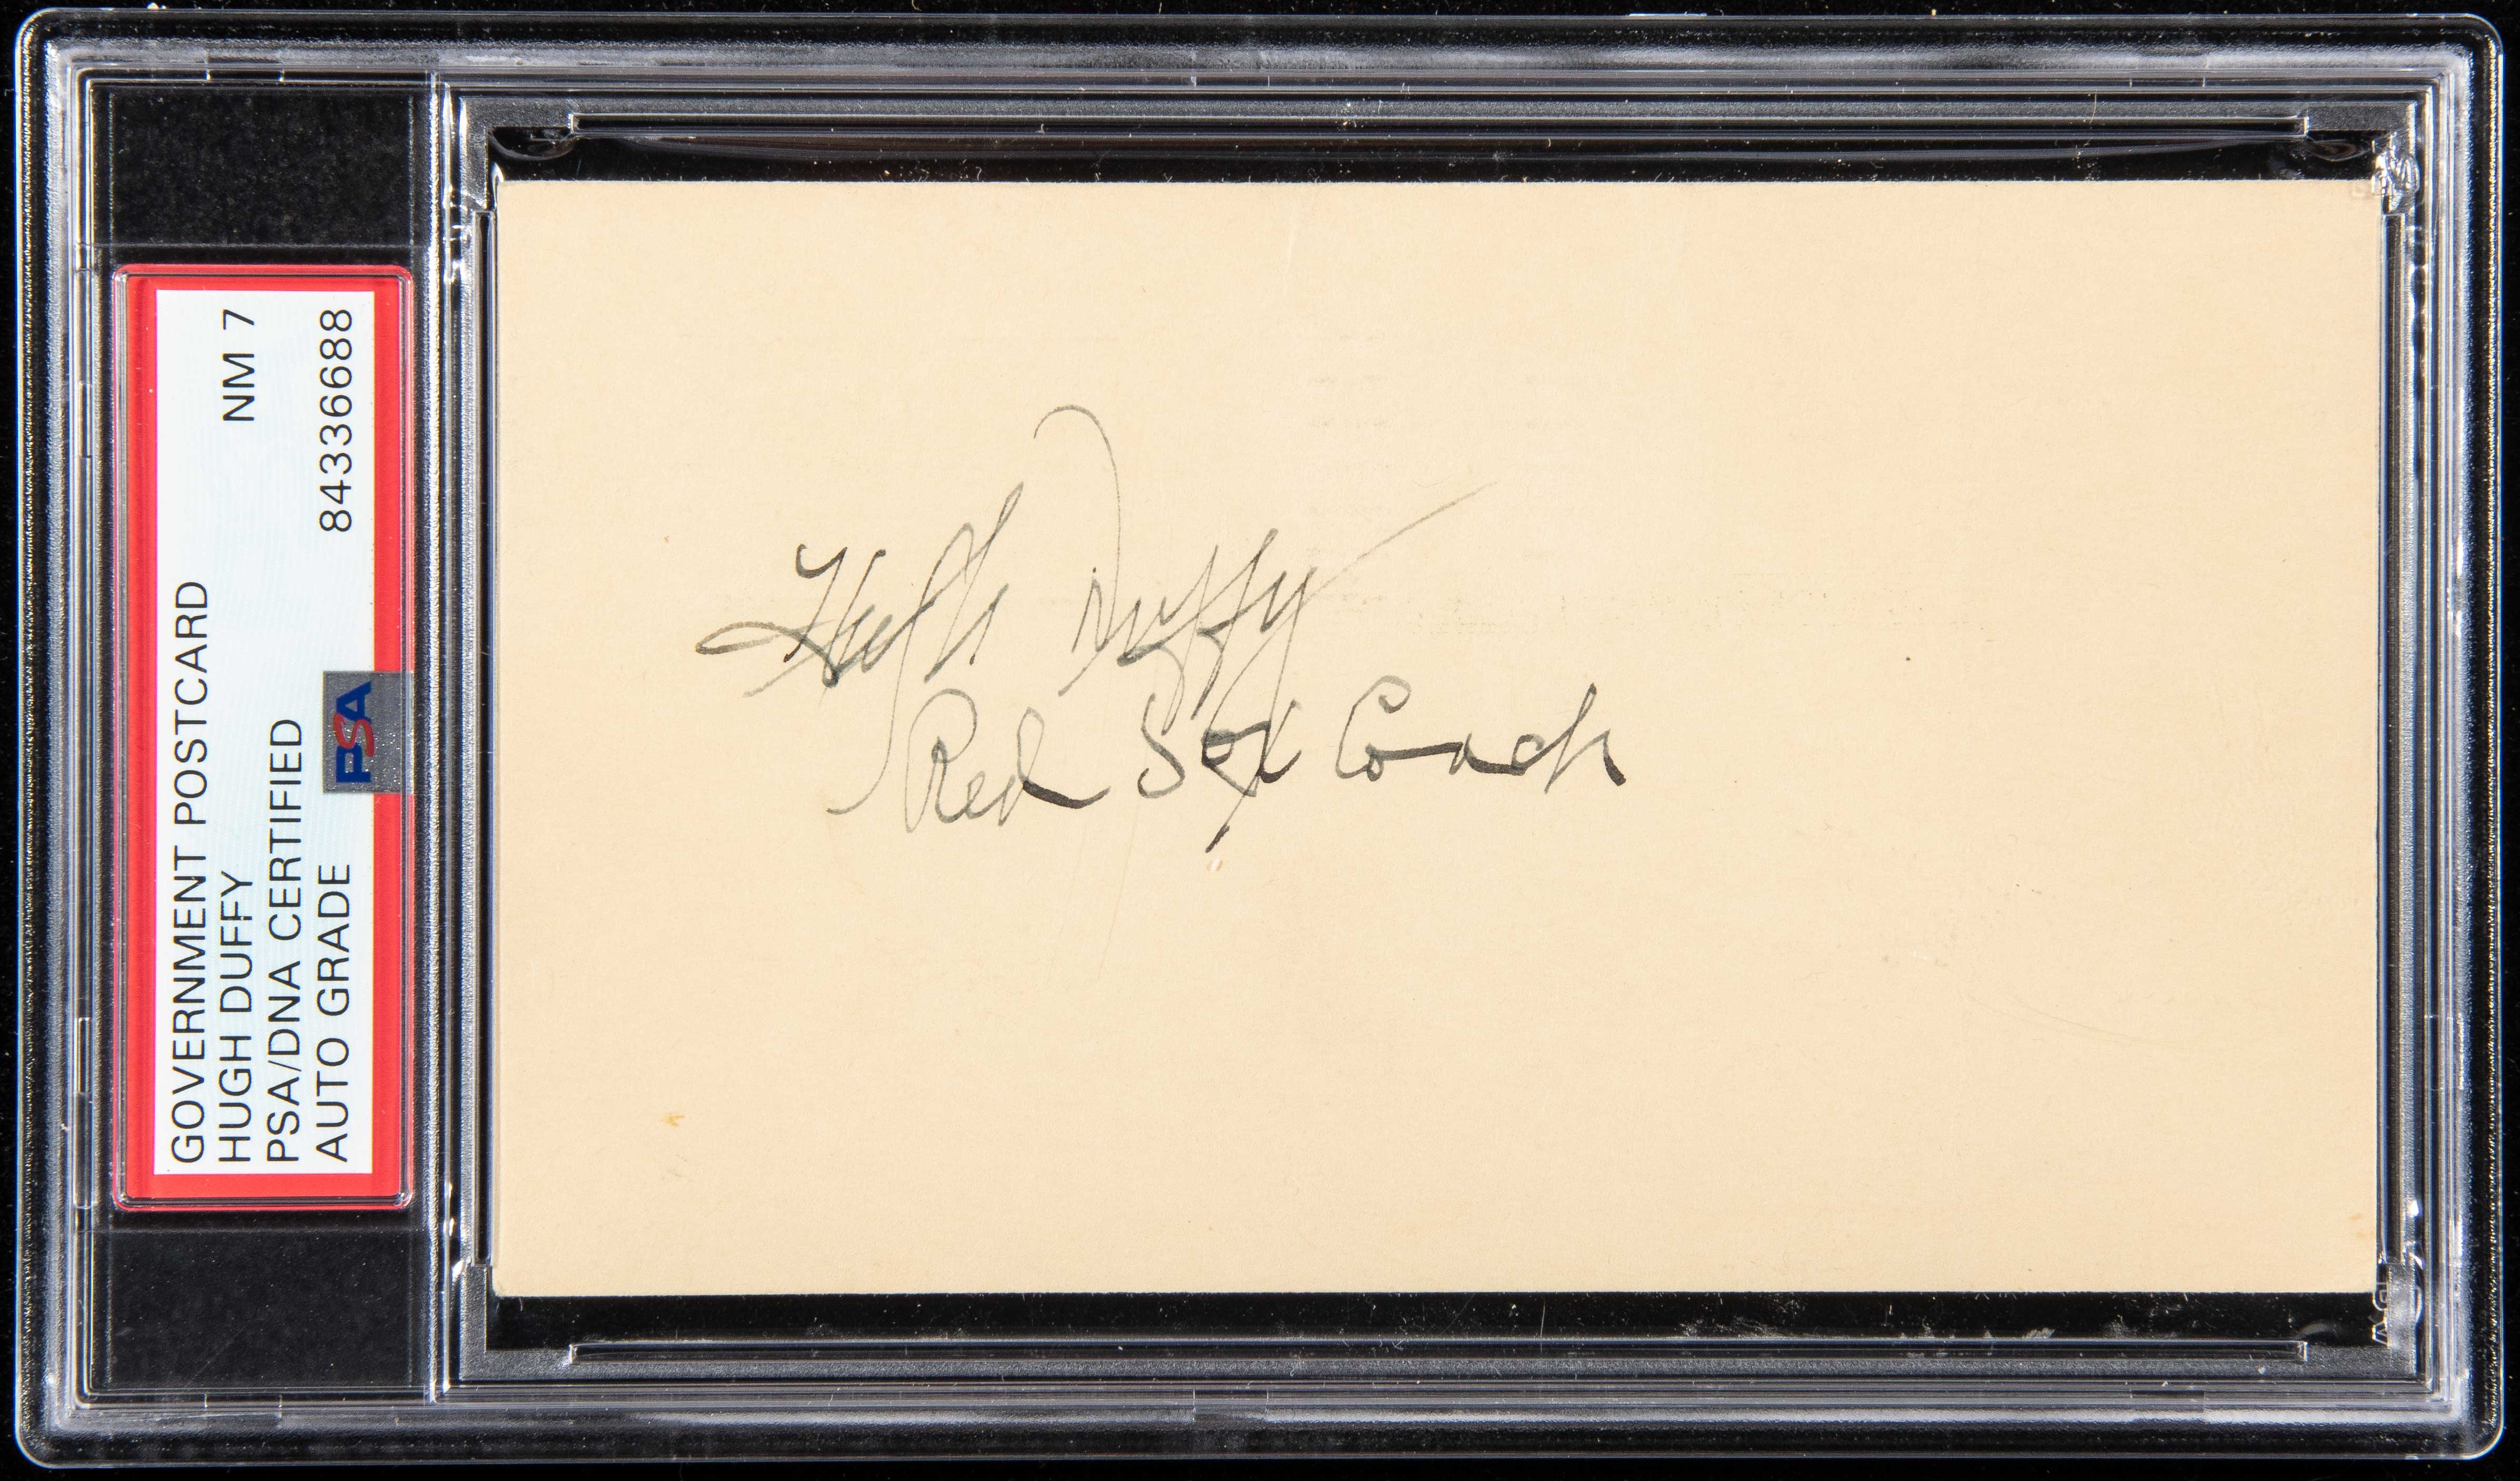 GOVERNMENT POSTCARD
HUGH DUFFY NM 7
PSA/DNA CERTIFIED
AUTO GRADE 84336688
PSA
Hugh Duffy
Red Sox Coach